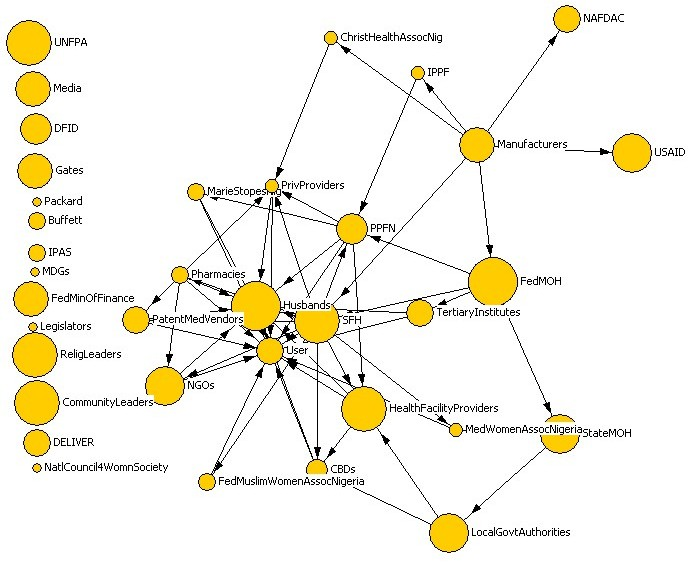 UNFPA
Media
DFID
Gates
Packard
Buffett
IPAS
MDGs
FedMinOfFinance
Legislators
ReligLeaders
CommunityLeaders
DELIVER
NatlCouncil4WomnSociety
NAFDAC
ChristHealthAssocNig
IPPF
Manufacturers
USAID
PrivProviders
MarieStopesNig
PPFN
Pharmacies
FedMOH
Husbands
PatentMedVendors
SFH
TertiaryInstitutes
User
NGOs
HealthFacilityProviders
MedWomenAssocNigeria
StateMOH
CBDs
FedMuslimWomenAssocNigeria
LocalGovtAuthorities